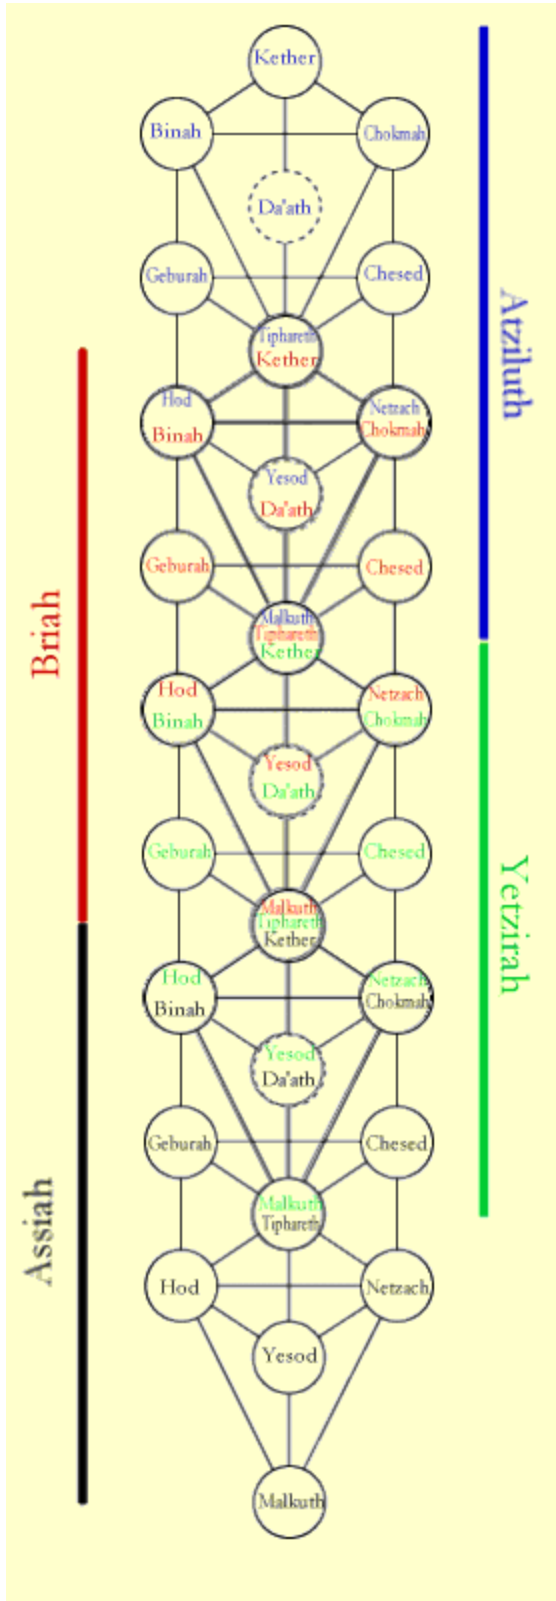 Kether
Binah
Chokmah
Da'ath
Geburah
Chesed
Atziluth
Tiphareth
Kether
Hod
Binah
Netzach
Chokmah
Yesod
Da'ath
Geburah
Chesed
Briah
Malkuth
Tiphareth
Kether
Hod
Binah
Netzach
Chokmah
Yesod
Da'ath
Geburah
Chesed
Yetzirah
Malkuth
Tiphareth
Kether
Hod
Binah
Netzach
Chokmah
Yesod
Da'ath
Geburah
Chesed
Assiah
Malkuth
Tiphareth
Hod
Netzach
Yesod
Malkuth